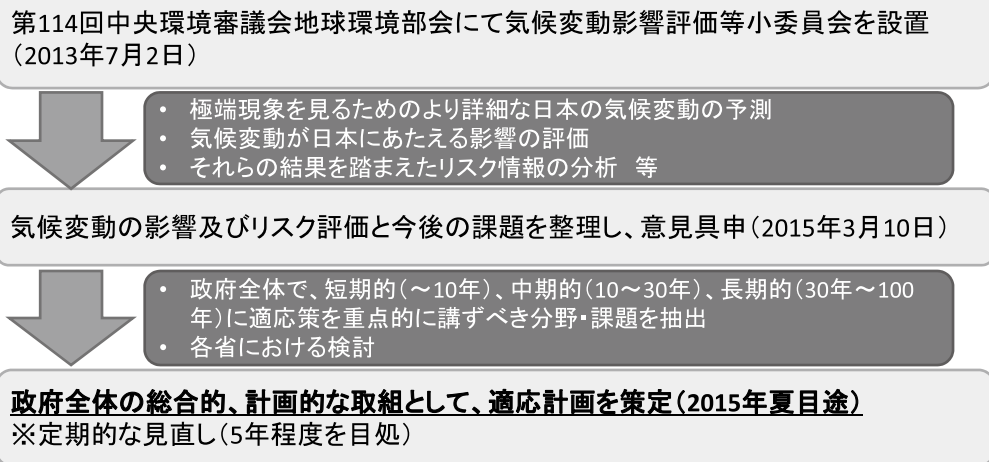 第114回中央環境審議会地球環境部会にて気候変動影響評価等小委員会を設置
（2013年7月2日）
• 極端現象を見るためのより詳細な日本の気候変動の予測
• 気候変動が日本にあたえる影響の評価
• それらの結果を踏まえたリスク情報の分析　等
気候変動の影響及びリスク評価と今後の課題を整理し、意見具申（2015年3月10日）
• 政府全体で、短期的（～10年）、中期的（10～30年）、長期的（30年～100
年）に適応策を重点的に講ずべき分野・課題を抽出
• 各省における検討
政府全体の総合的、計画的な取組として、適応計画を策定（2015年夏目途）
※定期的な見直し（5年程度を目処）